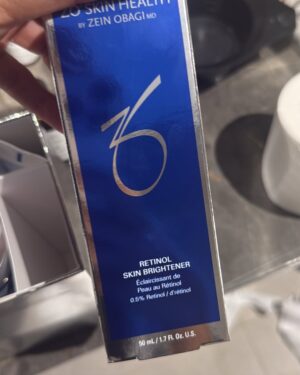 ZO SKIN HEALTH
BY ZEIN OBAGI MD
RETINOL
SKIN BRIGHTENER
Éclaircissant de
Peau au Rétinol
0.5% Retinol / d'rétinol
50 mL / 1.7 Fl. Oz. U.S.